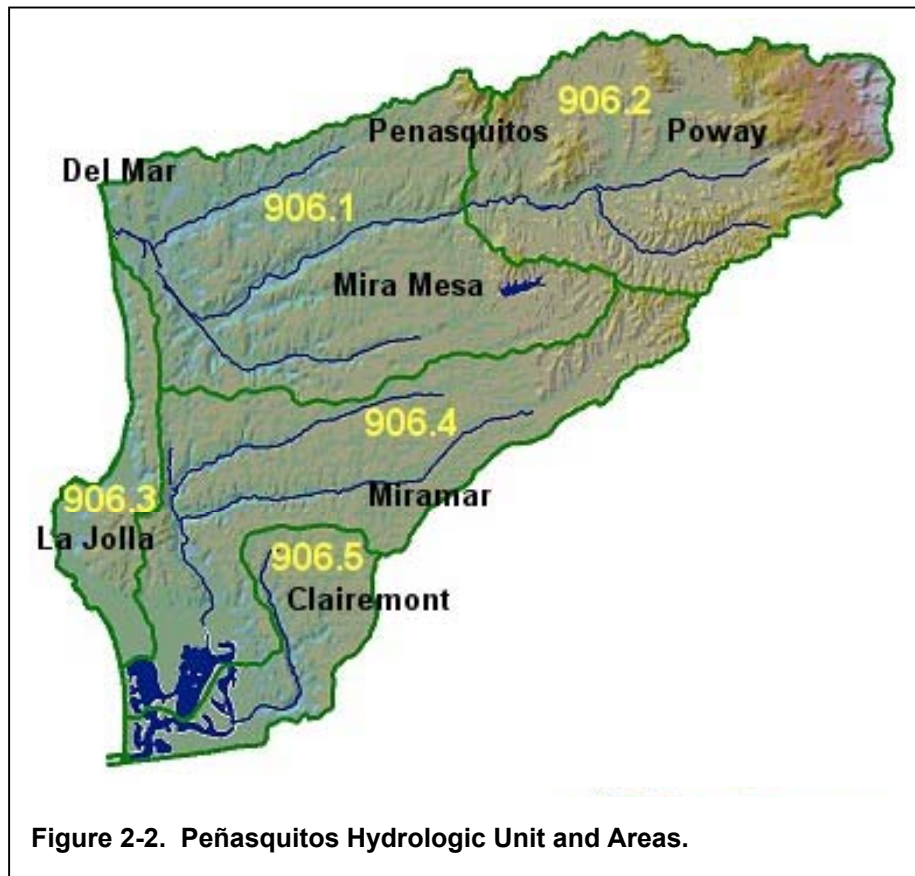 906.2
Penasquitos
Poway
Del Mar
906.1
Mira Mesa
906.4
906.3
Miramar
La Jolla
906.5
Clairemont
Figure 2-2. Peñasquitos Hydrologic Unit and Areas.